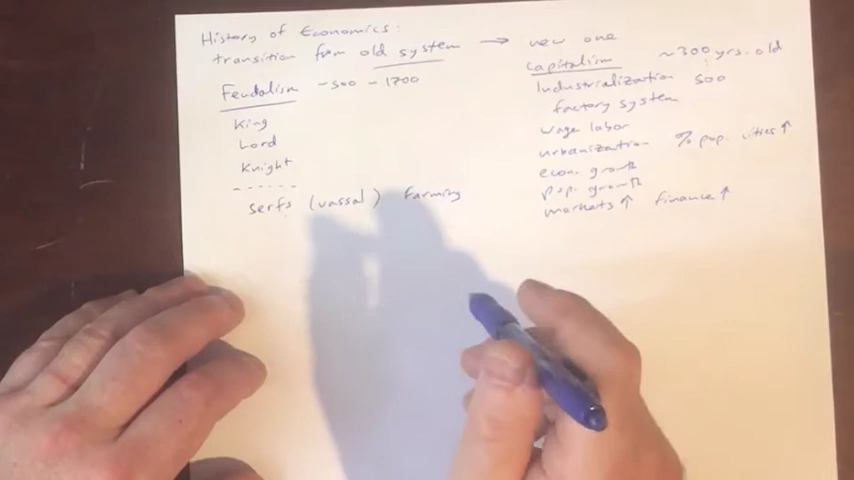 History of Economics:
transition from old system → new one
Feudalism ~500 - 1700
King
Lord
Knight
serfs (vassal) farming
Capitalism ~300 yrs. old
Industrialization 500
factory system
wage labor
urbanization % pop. cities ↑
econ. growth
pop. growth
markets ↑ finance ↑